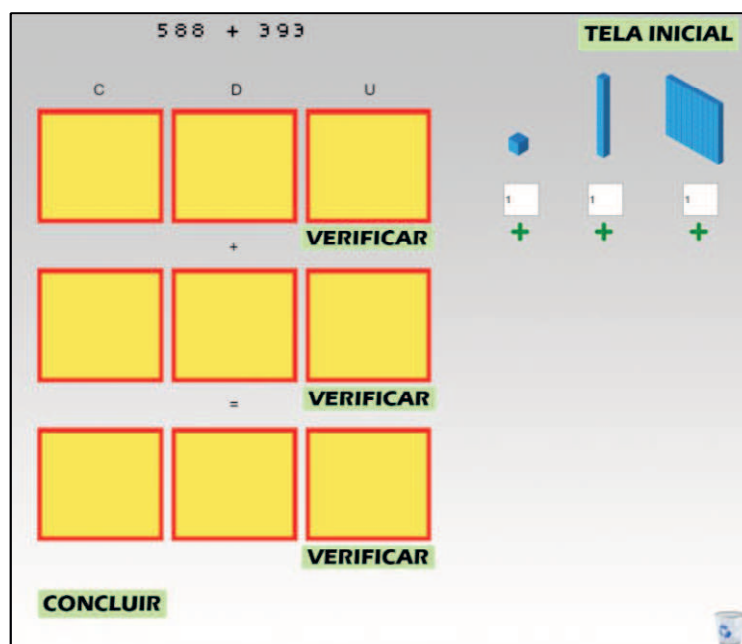 588 + 393
TELA INICIAL
C D U
1 1 1
+ + +
VERIFICAR
+
VERIFICAR
=
VERIFICAR
CONCLUIR